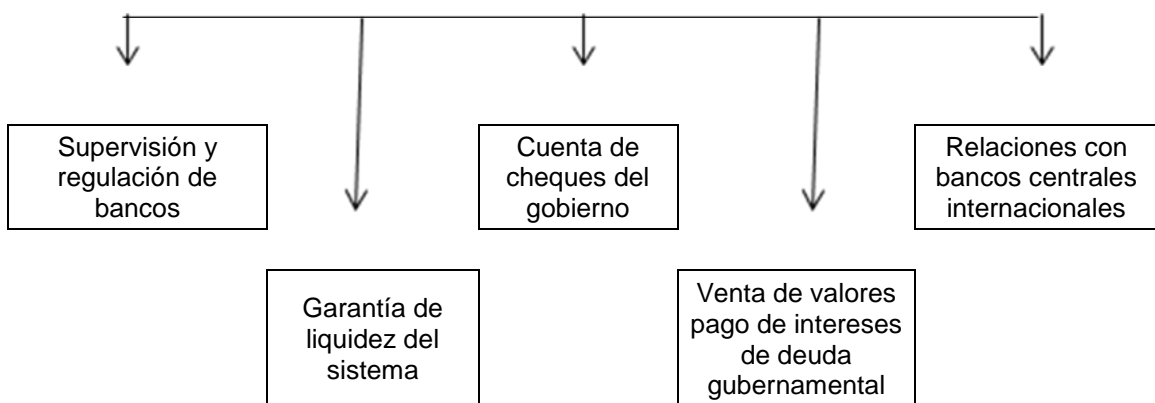 Supervisión y
regulación de
bancos
Cuenta de
cheques del
gobierno
Relaciones con
bancos centrales
internacionales
Garantía de
liquidez del
sistema
Venta de valores
pago de intereses
de deuda
gubernamental